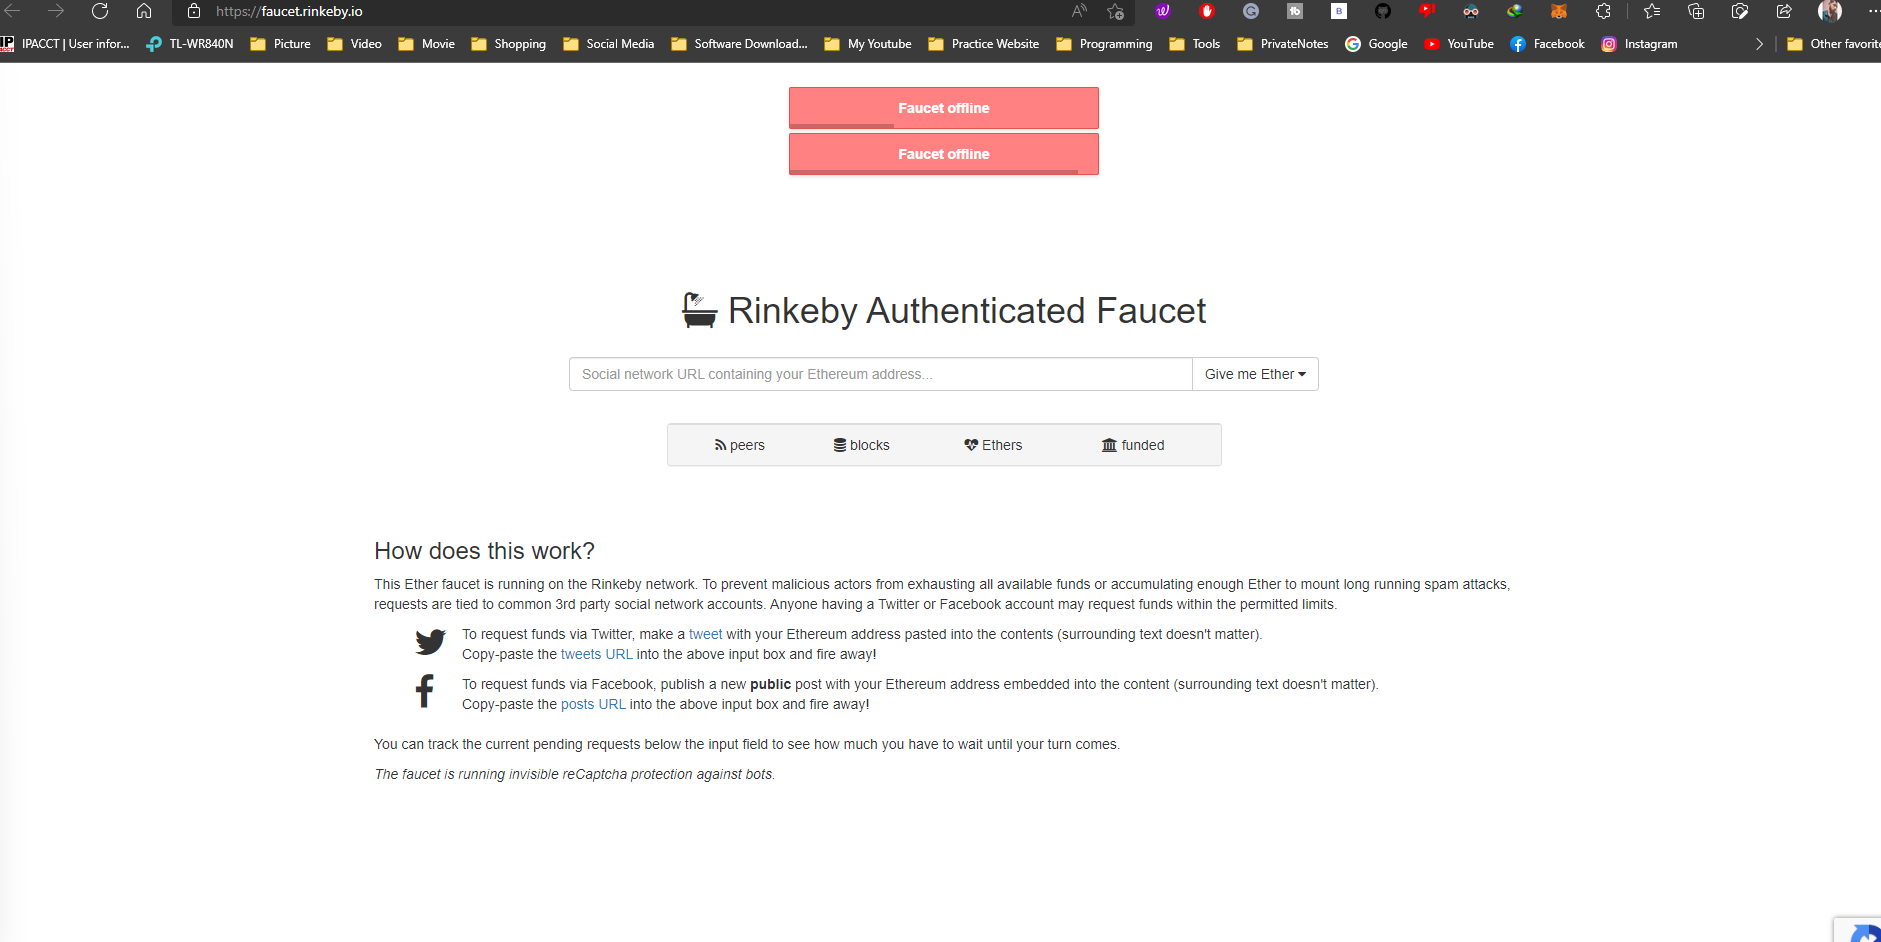 https://faucet.rinkeby.io
IPACCT | User infor... TL-WR840N Picture Video Movie Shopping Social Media Software Download... My Youtube Practice Website Programming Tools PrivateNotes Google YouTube Facebook Instagram Other favorite
Faucet offline
Faucet offline
Rinkeby Authenticated Faucet
Social network URL containing your Ethereum address... Give me Ether
peers blocks Ethers funded
How does this work?
This Ether faucet is running on the Rinkeby network. To prevent malicious actors from exhausting all available funds or accumulating enough Ether to mount long running spam attacks,
requests are tied to common 3rd party social network accounts. Anyone having a Twitter or Facebook account may request funds within the permitted limits.
To request funds via Twitter, make a tweet with your Ethereum address pasted into the contents (surrounding text doesn't matter).
Copy-paste the tweets URL into the above input box and fire away!
To request funds via Facebook, publish a new public post with your Ethereum address embedded into the content (surrounding text doesn't matter).
Copy-paste the posts URL into the above input box and fire away!
You can track the current pending requests below the input field to see how much you have to wait until your turn comes.
The faucet is running invisible reCaptcha protection against bots.